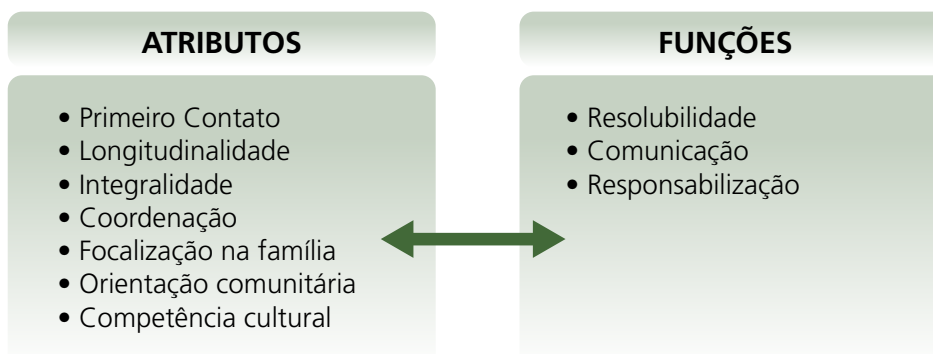 ATRIBUTOS
• Primeiro Contato
• Longitudinalidade
• Integralidade
• Coordenação
• Focalização na família
• Orientação comunitária
• Competência cultural
FUNÇÕES
• Resolubilidade
• Comunicação
• Responsabilização